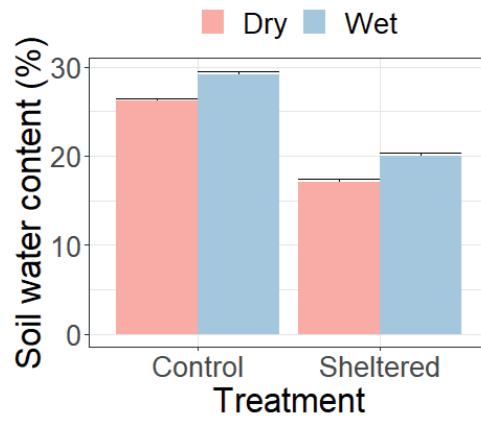 Dry Wet
Soil water content (%)
30
20
10
0
Control Sheltered
Treatment